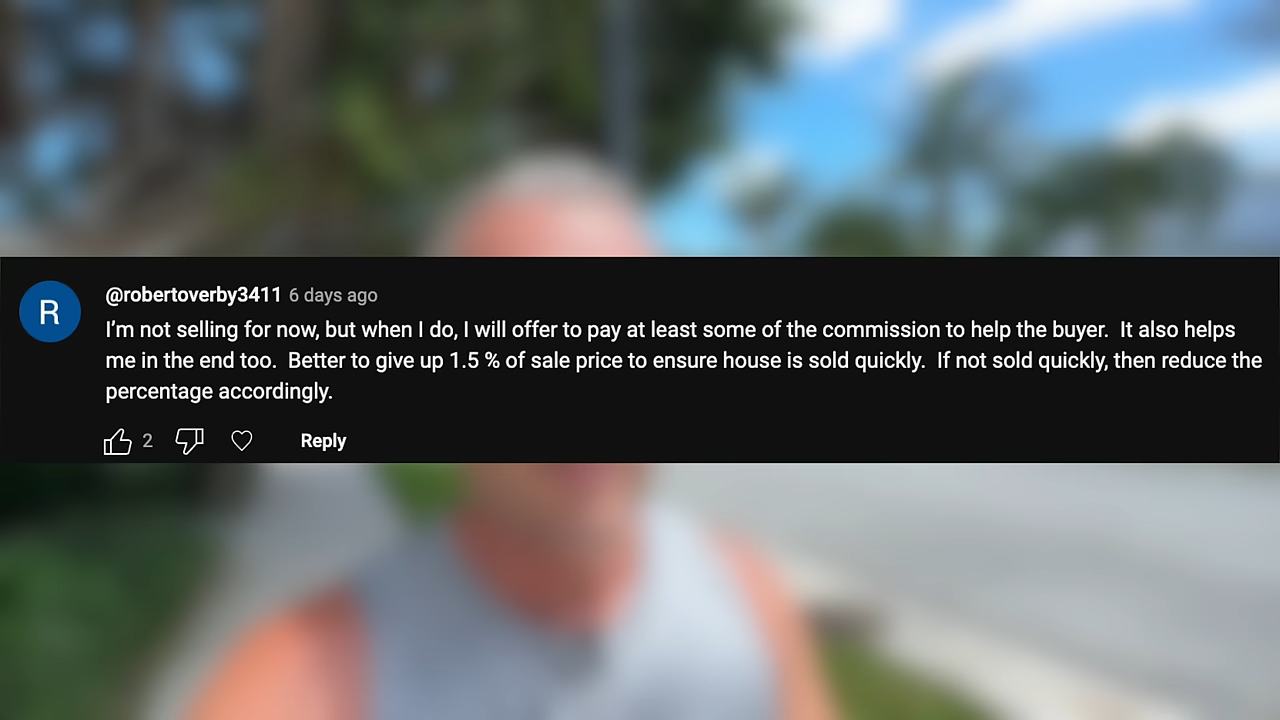 R
@robertoverby3411 6 days ago
I'm not selling for now, but when I do, I will offer to pay at least some of the commission to help the buyer.  It also helps
me in the end too.  Better to give up 1.5 % of sale price to ensure house is sold quickly.  If not sold quickly, then reduce the
percentage accordingly.
2 Reply